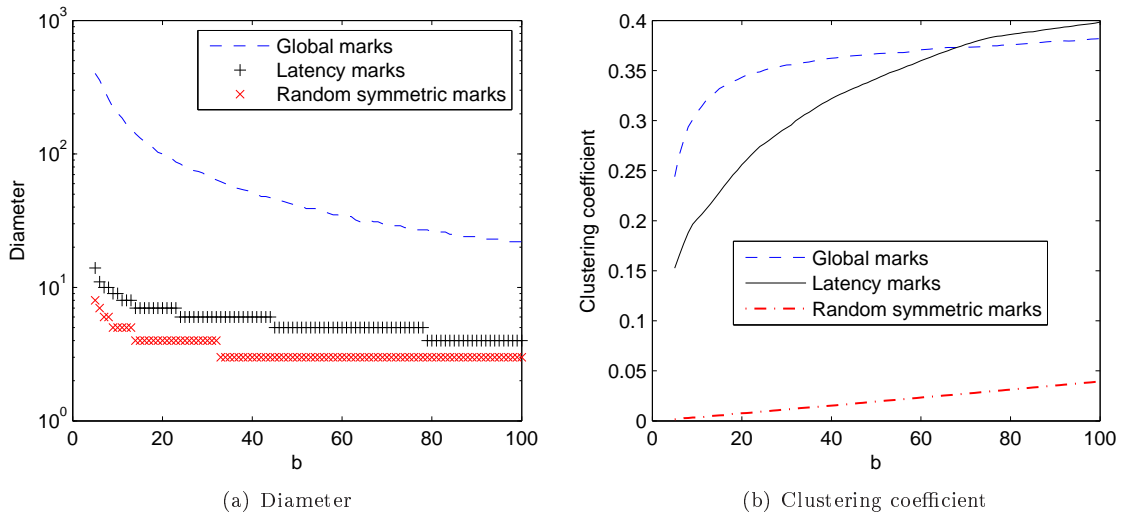 10^3
10^2
10^1
10^0
Diameter
Global marks
Latency marks
Random symmetric marks
0 20 40 60 80 100
b
(a) Diameter
0.4
0.35
0.3
0.25
0.2
0.15
0.1
0.05
0
Clustering coefficient
Global marks
Latency marks
Random symmetric marks
0 20 40 60 80 100
b
(b) Clustering coefficient